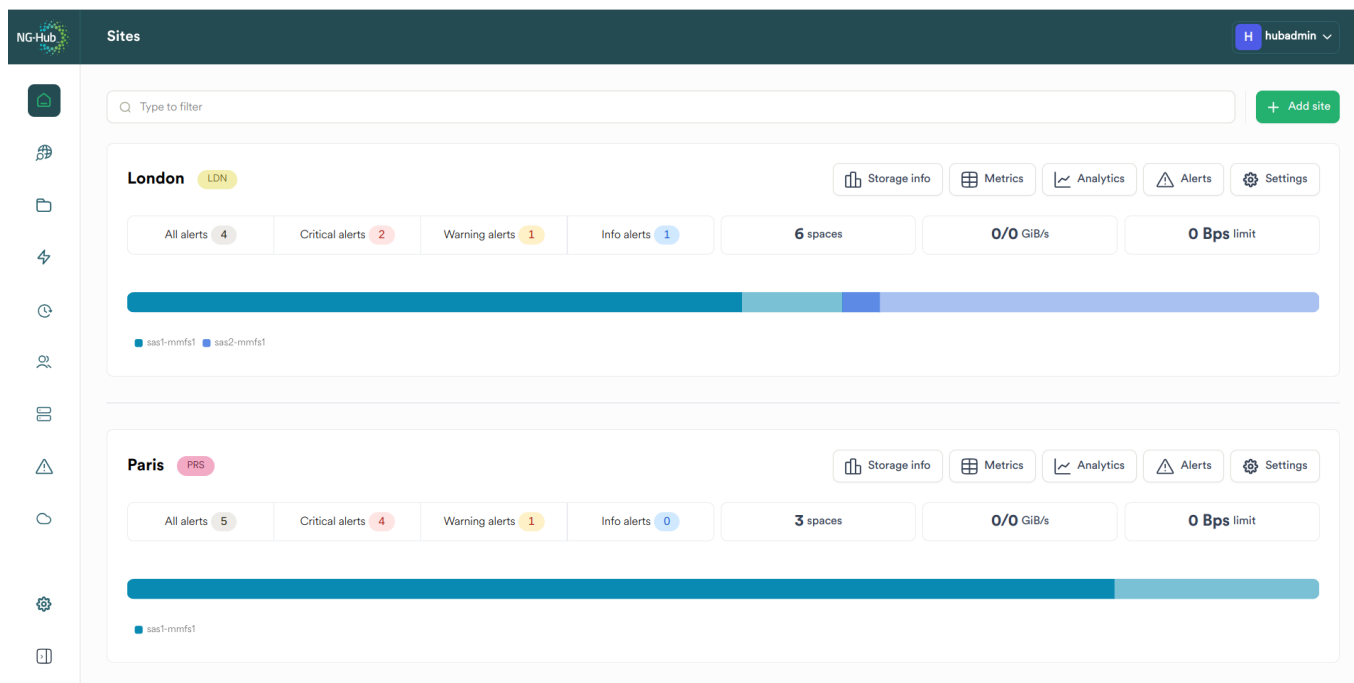 NG-Hub
Sites
H hubadmin
Type to filter
Add site
London LDN
Storage info Metrics Analytics Alerts Settings
All alerts 4 Critical alerts 2 Warning alerts 1 Info alerts 1 6 spaces 0/0 GiB/s 0 Bps limit
sas1-mmfs1 sas2-mmfs1
Paris PRS
Storage info Metrics Analytics Alerts Settings
All alerts 5 Critical alerts 4 Warning alerts 1 Info alerts 0 3 spaces 0/0 GiB/s 0 Bps limit
sas1-mmfs1